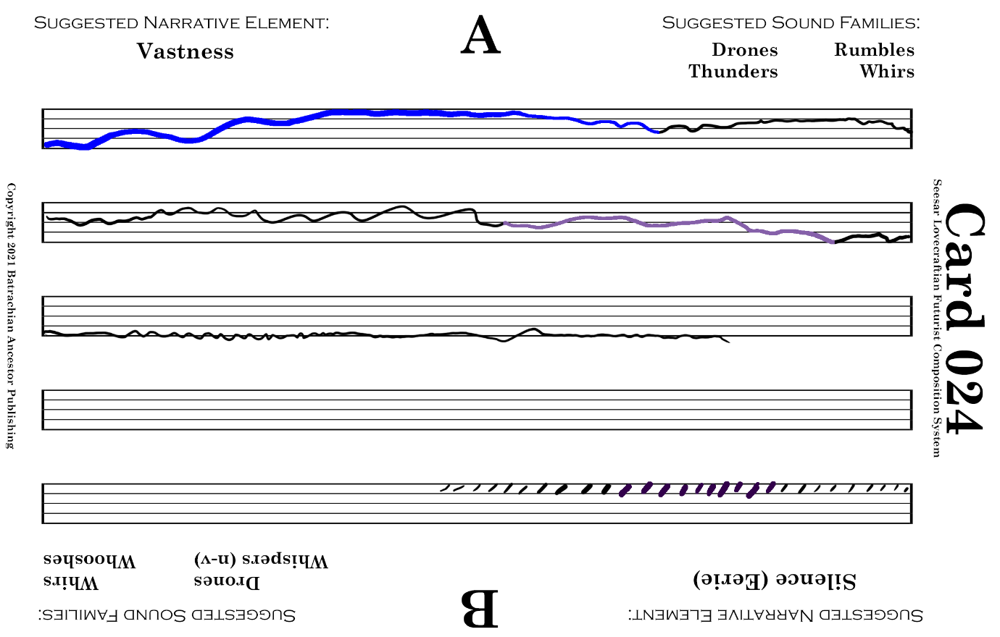 SUGGESTED NARRATIVE ELEMENT:
Vastness
A
SUGGESTED SOUND FAMILIES:
Drones Rumbles
Thunders Whirs
Copyright 2021 Batrachian Ancestor Publishing
Card 024
Seesar Lovecraftian Futurist Composition System
B
SUGGESTED NARRATIVE ELEMENT:
Silence (Eerie)
SUGGESTED SOUND FAMILIES:
Drones Whirs
Whispers (n-v) Whooshes